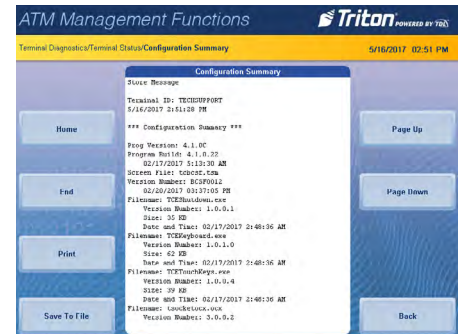 ATM Management Functions
Triton. POWERED BY TDL
Terminal Diagnostics/Terminal Status/Configuration Summary
5/16/2017 02:51 PM
Configuration Summary
Store Message
Terminal ID: TECHSUPPORT
5/16/2017 2:51:28 PM
*** Configuration Summary ***
Prog Version: 4.1.0C
Program Build: 4.1.0.22
02/17/2017 5:13:30 AM
Screen File: tcbcsf.tsm
Version Number: BCSF0012
02/20/2017 03:37:05 PM
Filename: TCEShutdown.exe
Version Number: 1.0.0.1
Size: 35 KB
Date and Time: 02/17/2017 2:48:36 AM
Filename: TCEKeyboard.exe
Version Number: 1.0.1.0
Size: 62 KB
Date and Time: 02/17/2017 2:48:36 AM
Filename: TCETouchKeys.exe
Version Number: 1.0.0.4
Size: 39 KB
Date and Time: 02/17/2017 2:48:36 AM
Filename: tsocketocx.ocx
Version Number: 3.0.0.2
Home
End
Print
Save To File
Page Up
Page Down
Back